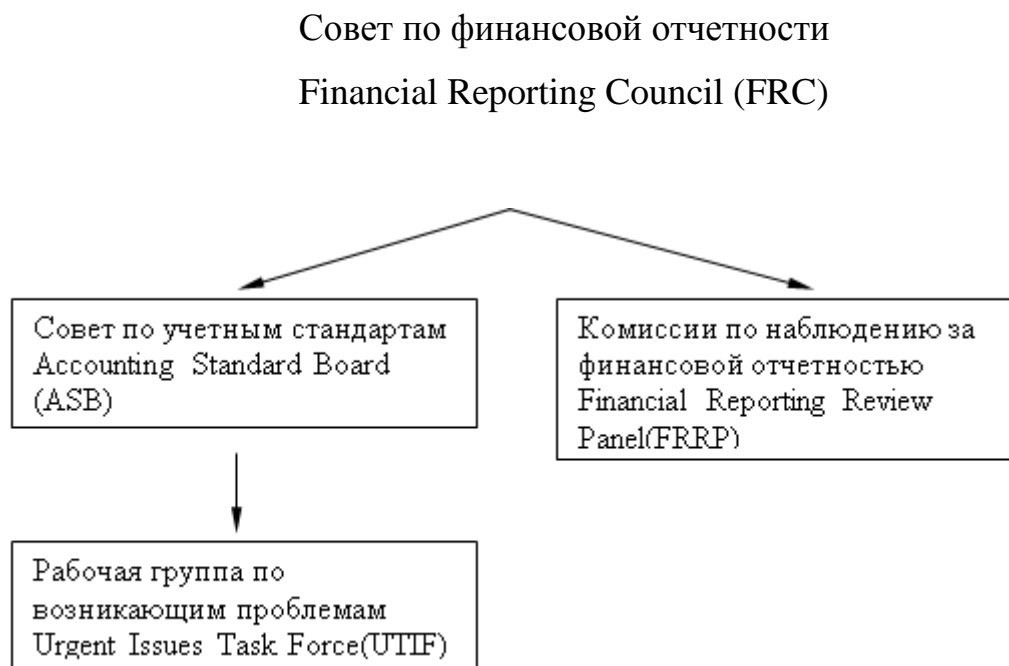 Совет по финансовой отчетности
Financial Reporting Council (FRC)
Совет по учетным стандартам
Accounting Standard Board
(ASB)
Комиссии по наблюдению за
финансовой отчетностью
Financial Reporting Review
Panel(FRRP)
Рабочая группа по
возникающим проблемам
Urgent Issues Task Force(UTIF)